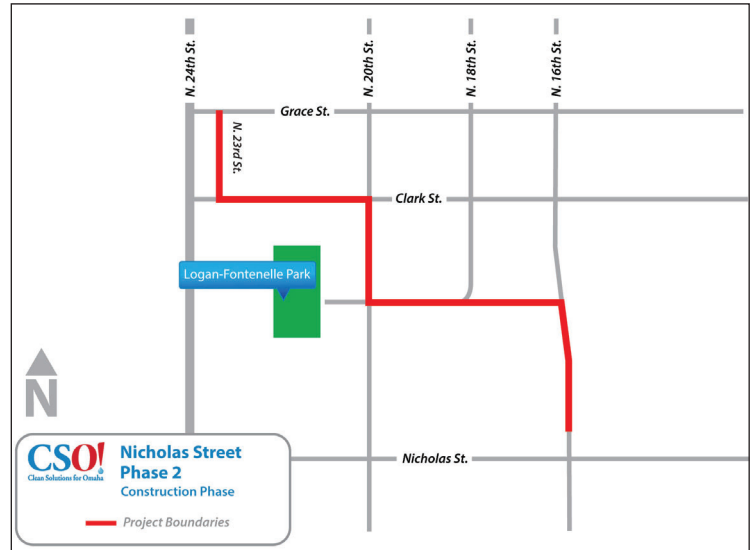 N. 24th St.
N. 20th St.
N. 18th St.
N. 16th St.
Grace St.
N. 23rd St.
Clark St.
Logan-Fontenelle Park
N
Nicholas St.
CSO!
Clean Solutions for Omaha
Nicholas Street
Phase 2
Construction Phase
Project Boundaries